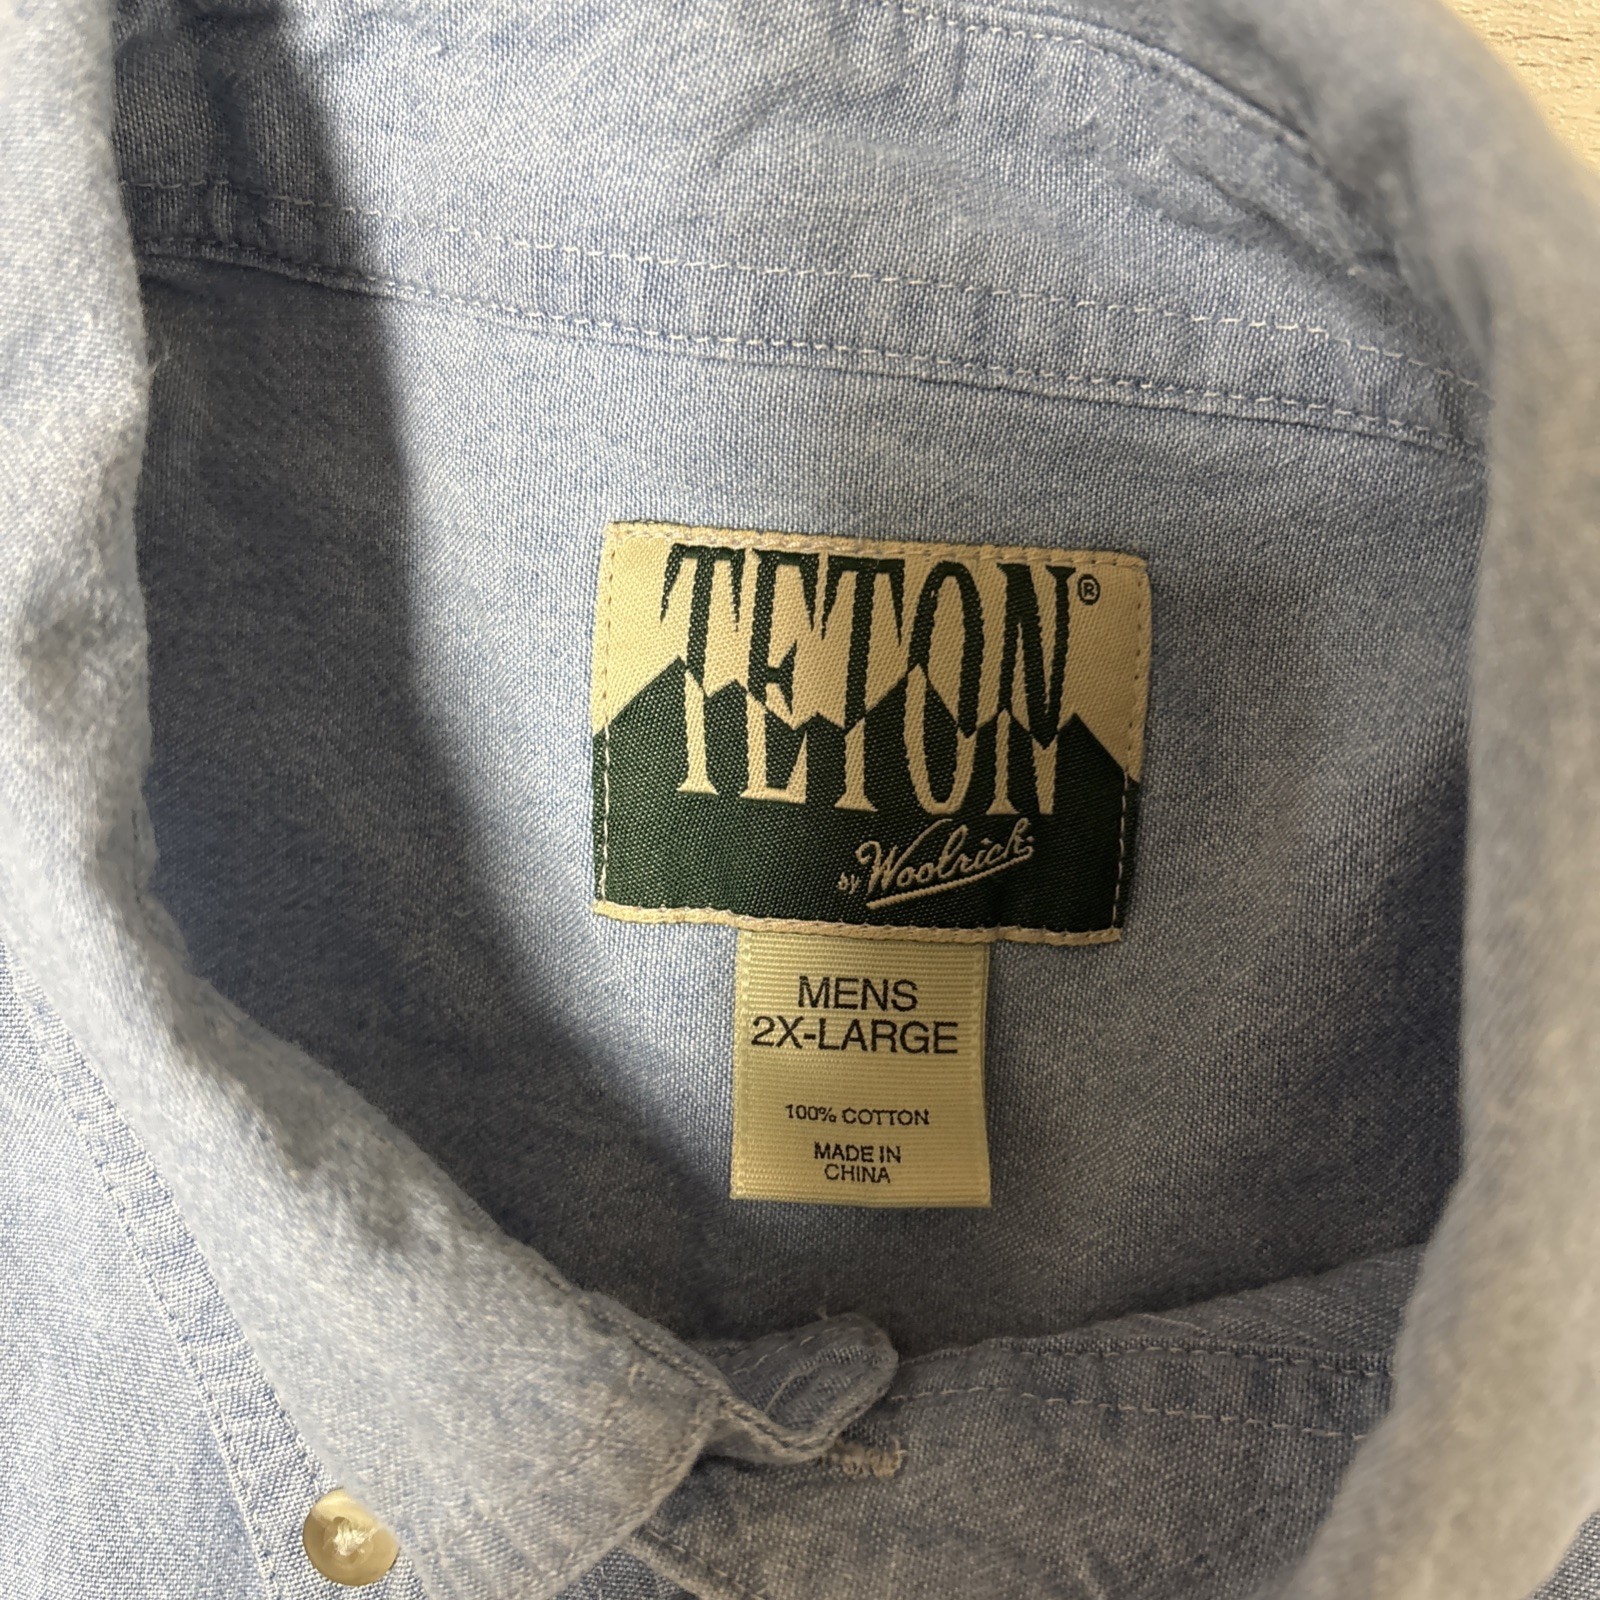 TETON®
by Woolrich
MENS
2X-LARGE
100% COTTON
MADE IN
CHINA